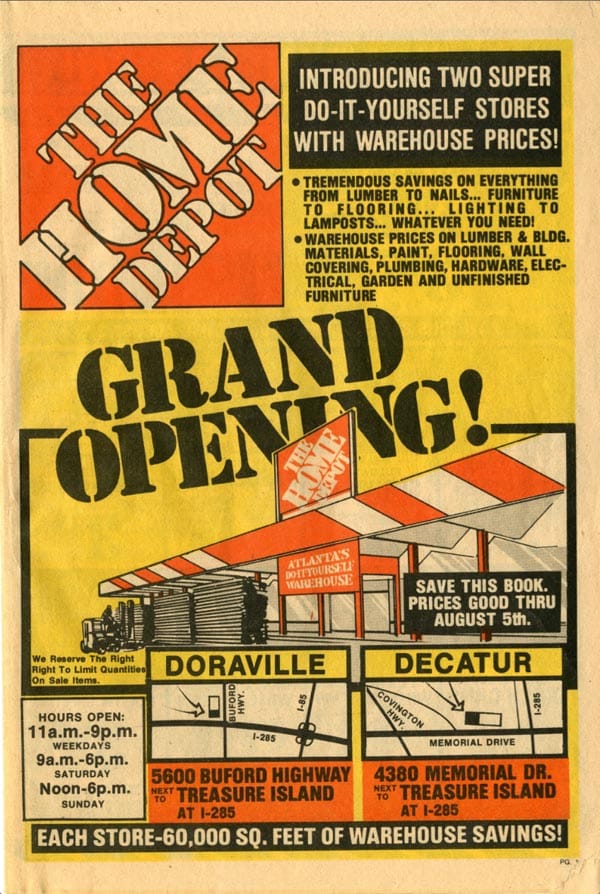 THE
HOME
DEPOT
INTRODUCING TWO SUPER
DO-IT-YOURSELF STORES
WITH WAREHOUSE PRICES!
• TREMENDOUS SAVINGS ON EVERYTHING
FROM LUMBER TO NAILS... FURNITURE
TO FLOORING... LIGHTING TO
LAMPOSTS... WHATEVER YOU NEED!
• WAREHOUSE PRICES ON LUMBER & BLDG.
MATERIALS, PAINT, FLOORING, WALL
COVERING, PLUMBING, HARDWARE, ELEC-
TRICAL, GARDEN AND UNFINISHED
FURNITURE
GRAND
OPENING!
THE
HOME
DEPOT
ATLANTA'S
DO-IT-YOURSELF
WAREHOUSE
SAVE THIS BOOK.
PRICES GOOD THRU
AUGUST 5th.
We Reserve The Right
Right To Limit Quantities
On Sale Items.
HOURS OPEN:
11a.m.-9p.m.
WEEKDAYS
9a.m.-6p.m.
SATURDAY
Noon-6p.m.
SUNDAY
DORAVILLE
BUFORD
HWY.
I-85
I-285
5600 BUFORD HIGHWAY
NEXT TO TREASURE ISLAND
AT I-285
DECATUR
COVINGTON
HWY.
I-285
MEMORIAL DRIVE
4380 MEMORIAL DR.
NEXT TO TREASURE ISLAND
AT I-285
EACH STORE-60,000 SQ. FEET OF WAREHOUSE SAVINGS!
PG.